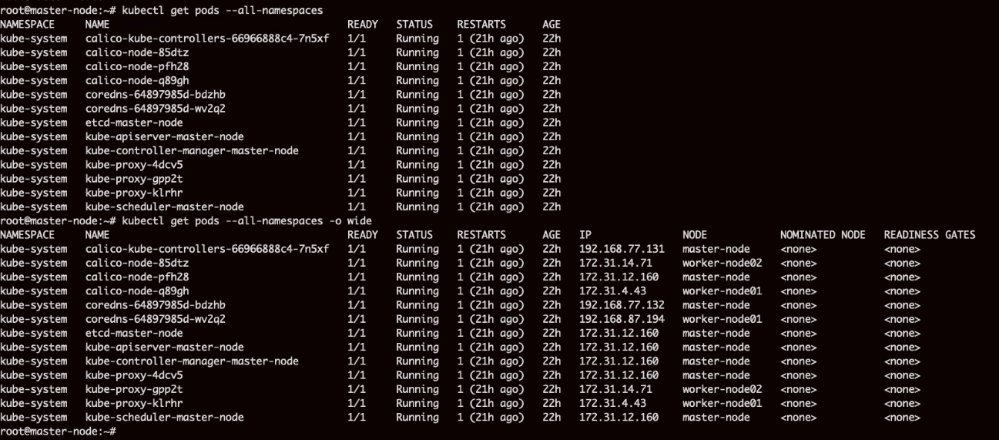 root@master-node:~# kubectl get pods --all-namespaces
NAMESPACE     NAME                                       READY   STATUS    RESTARTS      AGE
kube-system   calico-kube-controllers-66966888c4-7n5xf   1/1     Running   1 (21h ago)   22h
kube-system   calico-node-85dtz                          1/1     Running   1 (21h ago)   22h
kube-system   calico-node-pfh28                          1/1     Running   1 (21h ago)   22h
kube-system   calico-node-q89gh                          1/1     Running   1 (21h ago)   22h
kube-system   coredns-64897985d-bdzhb                    1/1     Running   1 (21h ago)   22h
kube-system   coredns-64897985d-wv2q2                    1/1     Running   1 (21h ago)   22h
kube-system   etcd-master-node                           1/1     Running   1 (21h ago)   22h
kube-system   kube-apiserver-master-node                 1/1     Running   1 (21h ago)   22h
kube-system   kube-controller-manager-master-node        1/1     Running   1 (21h ago)   22h
kube-system   kube-proxy-4dcv5                           1/1     Running   1 (21h ago)   22h
kube-system   kube-proxy-gpp2t                           1/1     Running   1 (21h ago)   22h
kube-system   kube-proxy-klrhr                           1/1     Running   1 (21h ago)   22h
kube-system   kube-scheduler-master-node                 1/1     Running   1 (21h ago)   22h
root@master-node:~# kubectl get pods --all-namespaces -o wide
NAMESPACE     NAME                                       READY   STATUS    RESTARTS      AGE   IP               NODE            NOMINATED NODE   READINESS GATES
kube-system   calico-kube-controllers-66966888c4-7n5xf   1/1     Running   1 (21h ago)   22h   192.168.77.131   master-node     <none>           <none>
kube-system   calico-node-85dtz                          1/1     Running   1 (21h ago)   22h   172.31.14.71     worker-node02   <none>           <none>
kube-system   calico-node-pfh28                          1/1     Running   1 (21h ago)   22h   172.31.12.160    master-node     <none>           <none>
kube-system   calico-node-q89gh                          1/1     Running   1 (21h ago)   22h   172.31.4.43      worker-node01   <none>           <none>
kube-system   coredns-64897985d-bdzhb                    1/1     Running   1 (21h ago)   22h   192.168.77.132   master-node     <none>           <none>
kube-system   coredns-64897985d-wv2q2                    1/1     Running   1 (21h ago)   22h   192.168.87.194   worker-node01   <none>           <none>
kube-system   etcd-master-node                           1/1     Running   1 (21h ago)   22h   172.31.12.160    master-node     <none>           <none>
kube-system   kube-apiserver-master-node                 1/1     Running   1 (21h ago)   22h   172.31.12.160    master-node     <none>           <none>
kube-system   kube-controller-manager-master-node        1/1     Running   1 (21h ago)   22h   172.31.12.160    master-node     <none>           <none>
kube-system   kube-proxy-4dcv5                           1/1     Running   1 (21h ago)   22h   172.31.12.160    master-node     <none>           <none>
kube-system   kube-proxy-gpp2t                           1/1     Running   1 (21h ago)   22h   172.31.14.71     worker-node02   <none>           <none>
kube-system   kube-proxy-klrhr                           1/1     Running   1 (21h ago)   22h   172.31.4.43      worker-node01   <none>           <none>
kube-system   kube-scheduler-master-node                 1/1     Running   1 (21h ago)   22h   172.31.12.160    master-node     <none>           <none>
root@master-node:~#